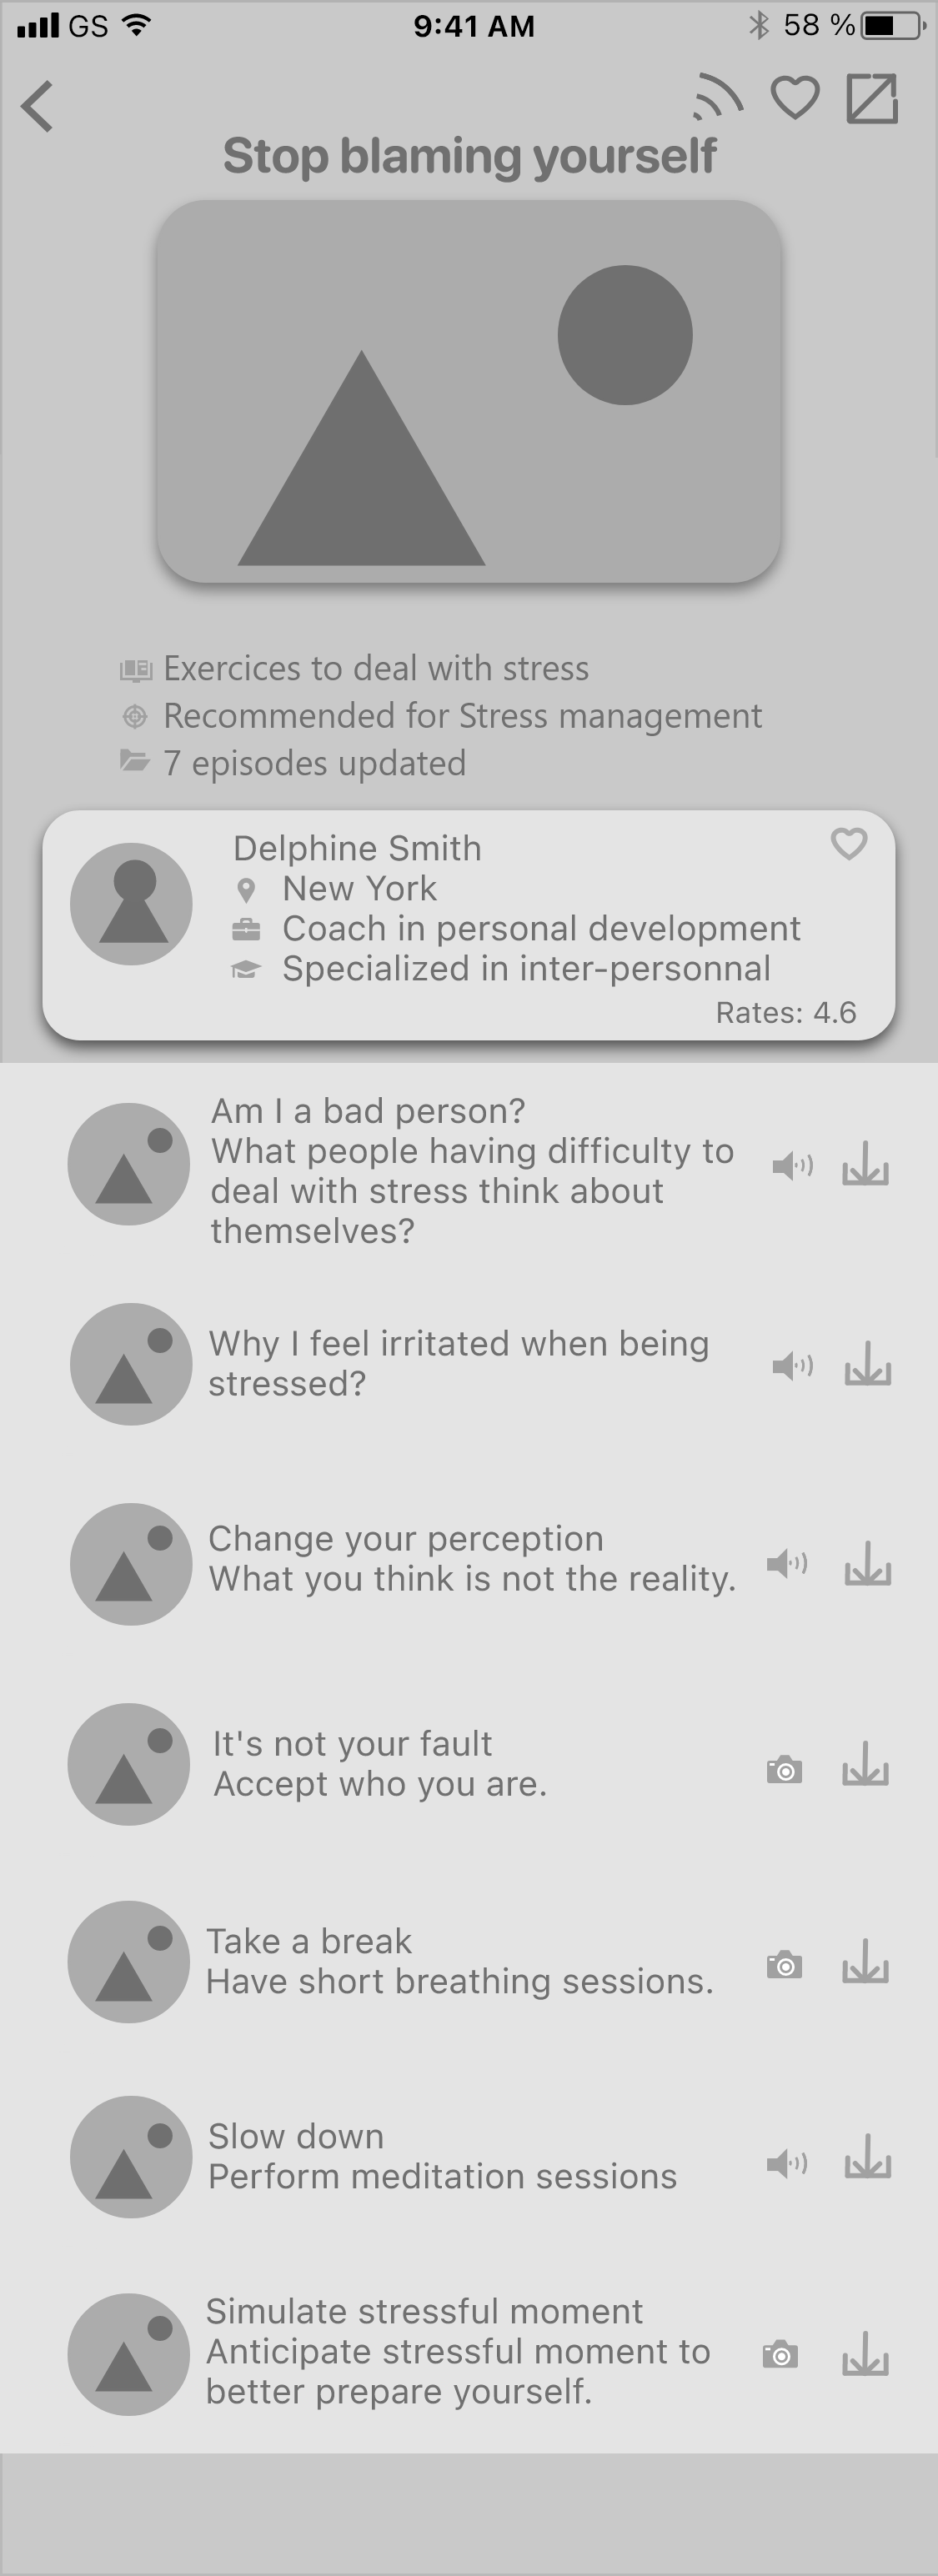 GS 9:41 AM 58 %
Stop blaming yourself
Exercices to deal with stress
Recommended for Stress management
7 episodes updated
Delphine Smith
New York
Coach in personal development
Specialized in inter-personnal
Rates: 4.6
Am I a bad person?
What people having difficulty to
deal with stress think about
themselves?
Why I feel irritated when being
stressed?
Change your perception
What you think is not the reality.
It's not your fault
Accept who you are.
Take a break
Have short breathing sessions.
Slow down
Perform meditation sessions
Simulate stressful moment
Anticipate stressful moment to
better prepare yourself.